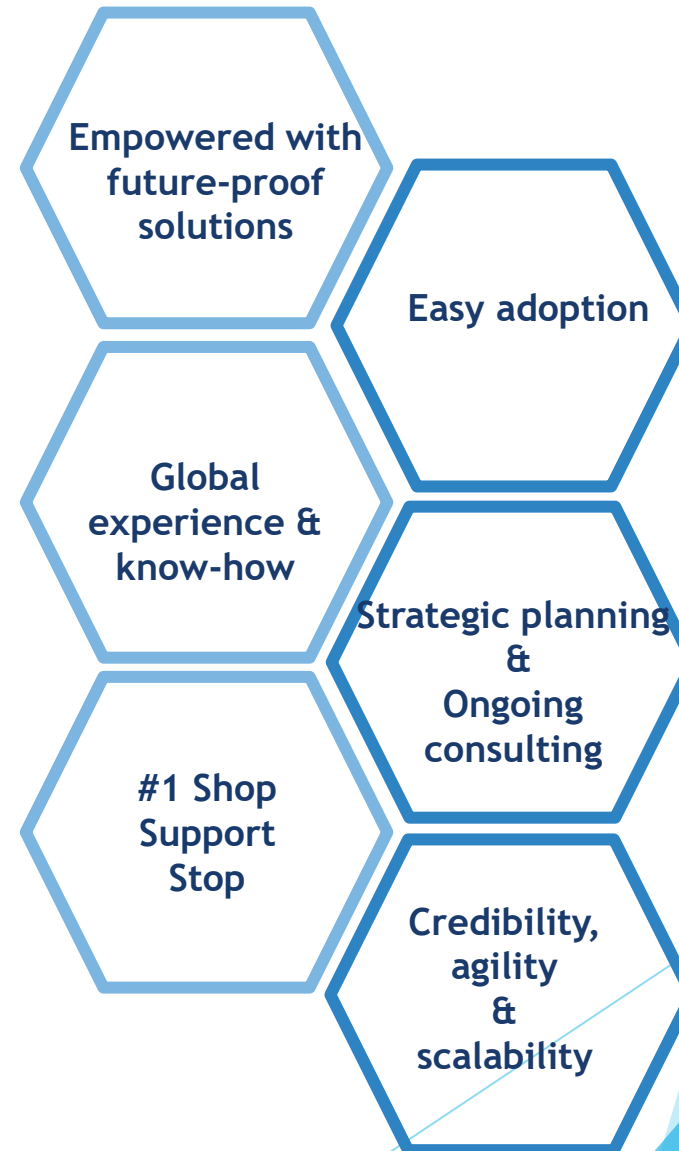 Empowered with
future-proof
solutions
Easy adoption
Global
experience &
know-how
Strategic planning
&
Ongoing
consulting
#1 Shop
Support
Stop
Credibility,
agility
&
scalability